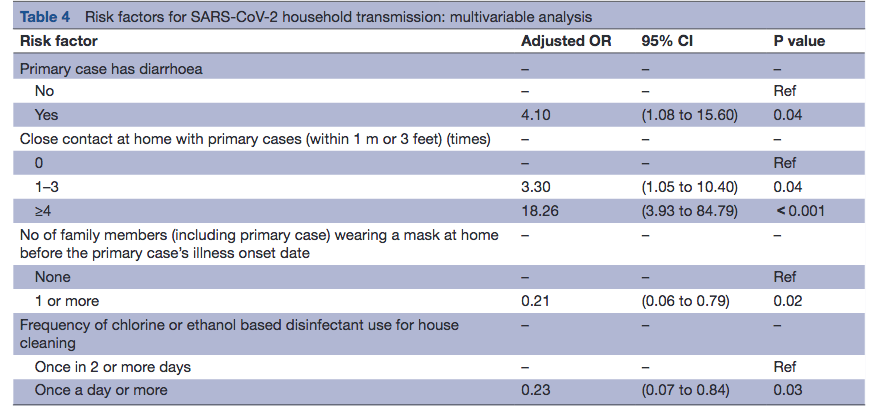 Table 4 Risk factors for SARS-CoV-2 household transmission: multivariable analysis
Risk factor Adjusted OR 95% CI P value
Primary case has diarrhoea – – –
No – – Ref
Yes 4.10 (1.08 to 15.60) 0.04
Close contact at home with primary cases (within 1 m or 3 feet) (times) – – –
0 – – Ref
1–3 3.30 (1.05 to 10.40) 0.04
≥4 18.26 (3.93 to 84.79) <0.001
No of family members (including primary case) wearing a mask at home – – –
before the primary case's illness onset date
None – – Ref
1 or more 0.21 (0.06 to 0.79) 0.02
Frequency of chlorine or ethanol based disinfectant use for house – – –
cleaning
Once in 2 or more days – – Ref
Once a day or more 0.23 (0.07 to 0.84) 0.03